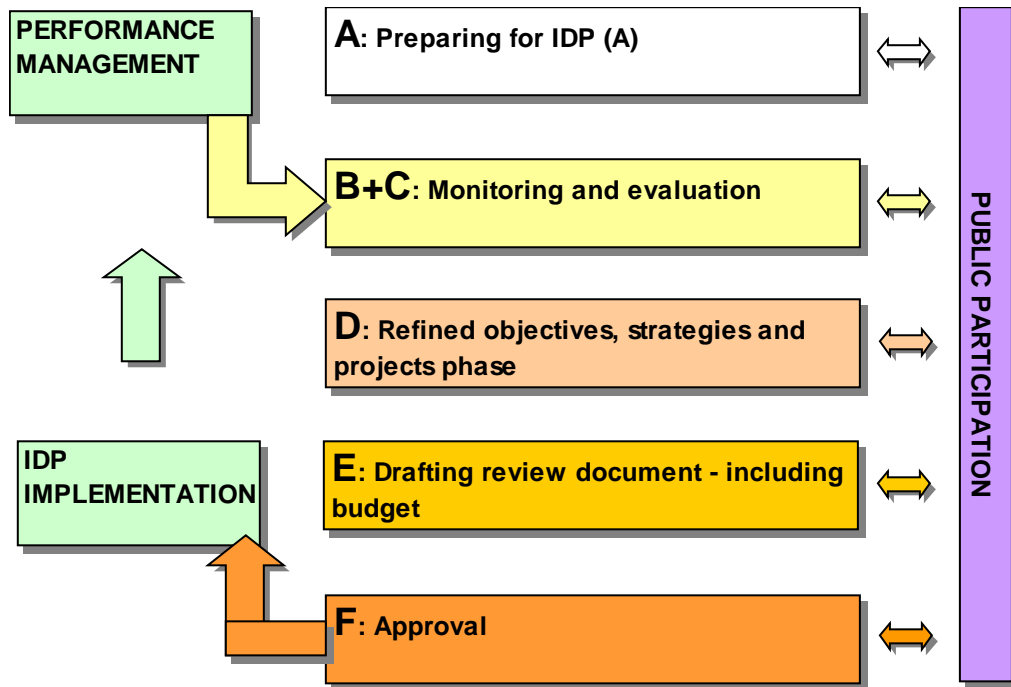 PERFORMANCE
MANAGEMENT
A: Preparing for IDP (A)
B+C: Monitoring and evaluation
D: Refined objectives, strategies and
projects phase
IDP
IMPLEMENTATION
E: Drafting review document - including
budget
F: Approval
PUBLIC PARTICIPATION